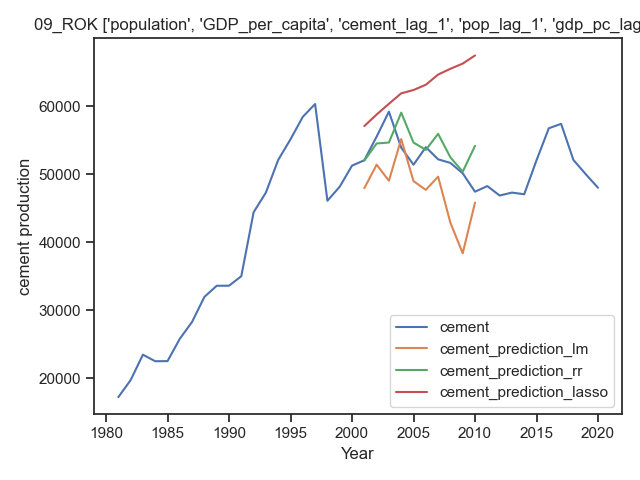 09_ROK ['population', 'GDP_per_capita', 'cement_lag_1', 'pop_lag_1', 'gdp_pc_lag
cement production
60000
50000
40000
30000
20000
cement
cement_prediction_lm
cement_prediction_rr
cement_prediction_lasso
1980 1985 1990 1995 2000 2005 2010 2015 2020
Year